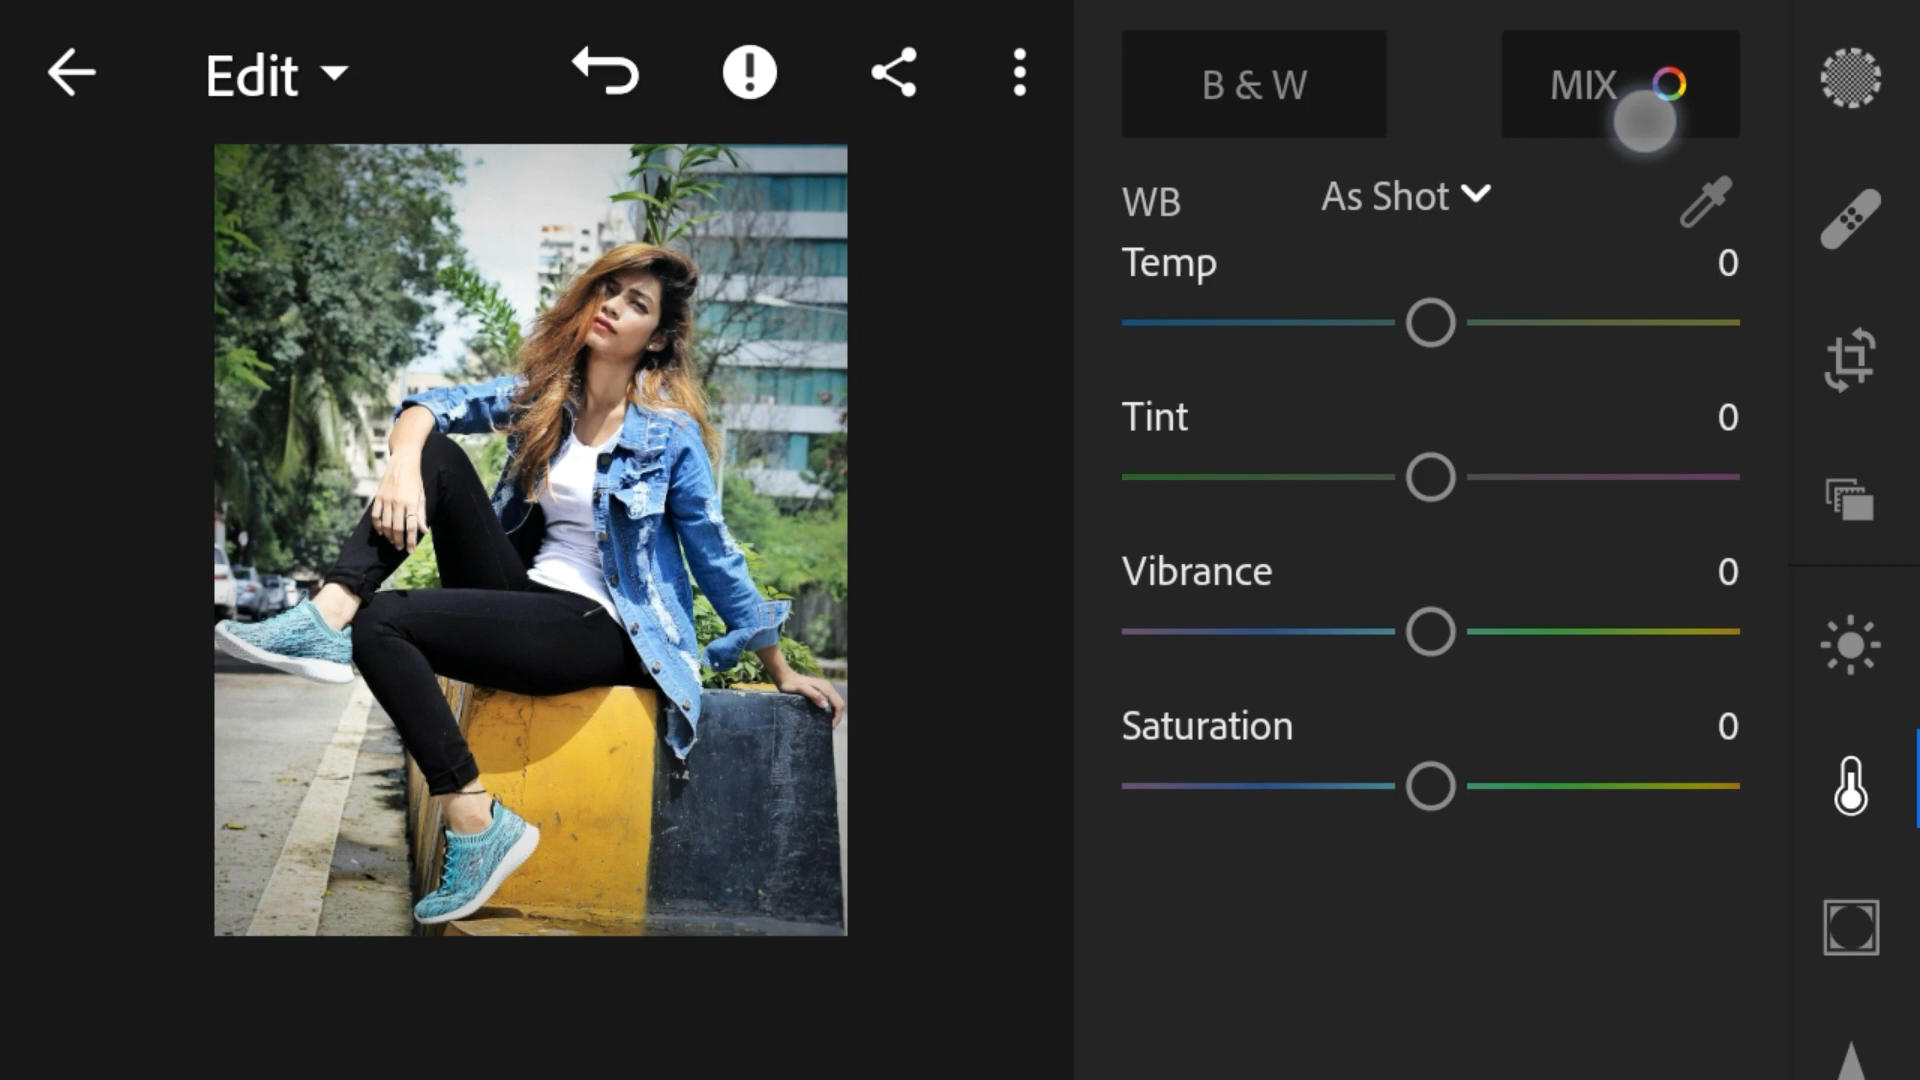 Edit
B & W
MIX
WB
As Shot
Temp
0
Tint
0
Vibrance
0
Saturation
0